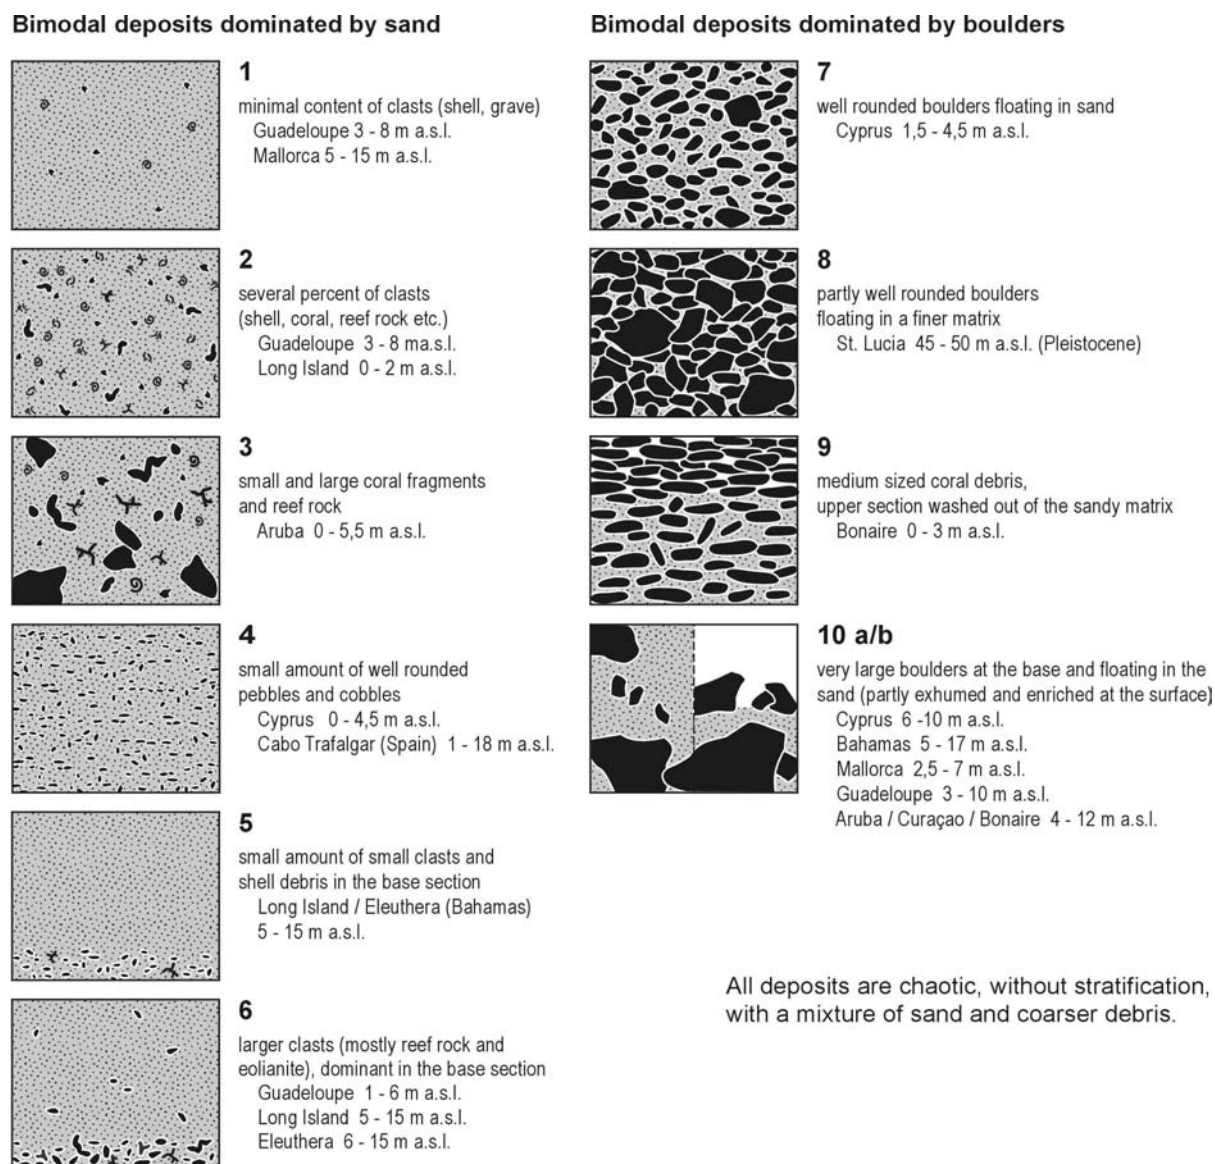 Bimodal deposits dominated by sand
1
minimal content of clasts (shell, grave)
Guadeloupe 3 - 8 m a.s.l.
Mallorca 5 - 15 m a.s.l.
2
several percent of clasts
(shell, coral, reef rock etc.)
Guadeloupe 3 - 8 ma.s.l.
Long Island 0 - 2 m a.s.l.
3
small and large coral fragments
and reef rock
Aruba 0 - 5,5 m a.s.l.
4
small amount of well rounded
pebbles and cobbles
Cyprus 0 - 4,5 m a.s.l.
Cabo Trafalgar (Spain) 1 - 18 m a.s.l.
5
small amount of small clasts and
shell debris in the base section
Long Island / Eleuthera (Bahamas)
5 - 15 m a.s.l.
6
larger clasts (mostly reef rock and
eolianite), dominant in the base section
Guadeloupe 1 - 6 m a.s.l.
Long Island 5 - 15 m a.s.l.
Eleuthera 6 - 15 m a.s.l.
Bimodal deposits dominated by boulders
7
well rounded boulders floating in sand
Cyprus 1,5 - 4,5 m a.s.l.
8
partly well rounded boulders
floating in a finer matrix
St. Lucia 45 - 50 m a.s.l. (Pleistocene)
9
medium sized coral debris,
upper section washed out of the sandy matrix
Bonaire 0 - 3 m a.s.l.
10 a/b
very large boulders at the base and floating in the
sand (partly exhumed and enriched at the surface)
Cyprus 6 -10 m a.s.l.
Bahamas 5 - 17 m a.s.l.
Mallorca 2,5 - 7 m a.s.l.
Guadeloupe 3 - 10 m a.s.l.
Aruba / Curaçao / Bonaire 4 - 12 m a.s.l.
All deposits are chaotic, without stratification,
with a mixture of sand and coarser debris.